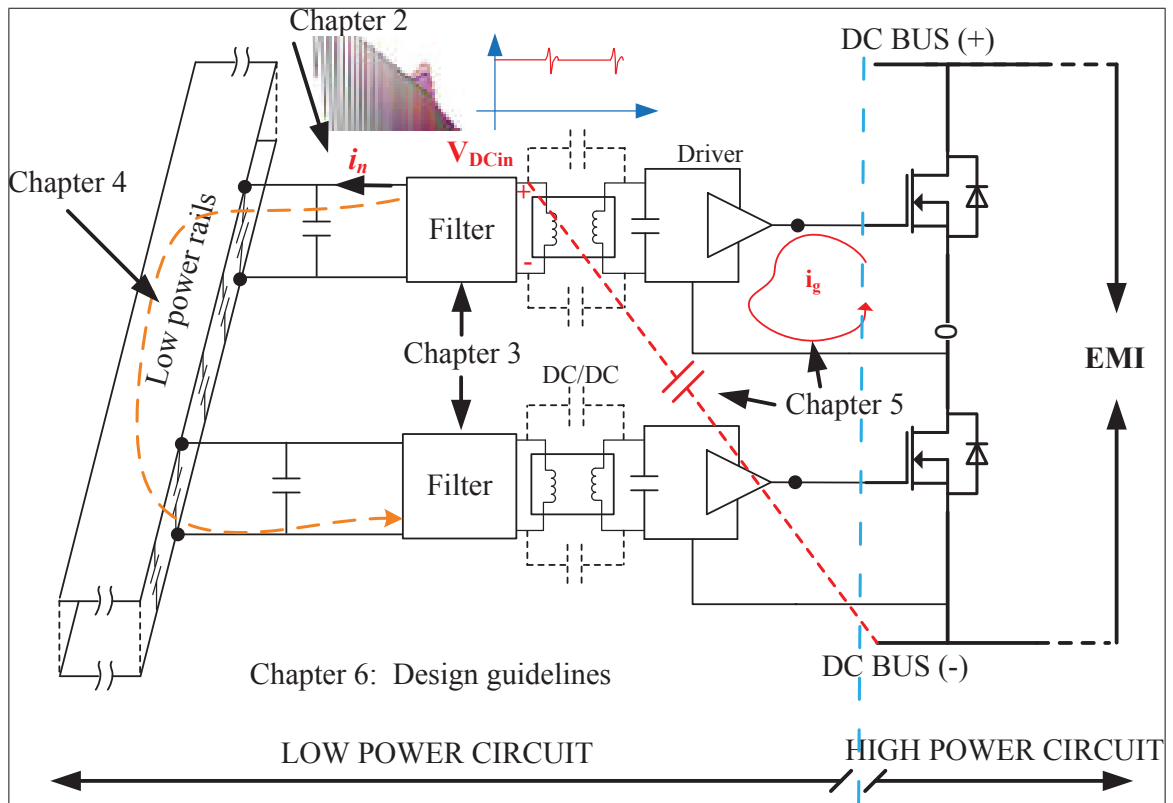 Chapter 2
DC BUS (+)
Chapter 4
i_n
V_DCin
Driver
Low power rails
Filter
+
-
i_g
Chapter 3
EMI
DC/DC
Chapter 5
Filter
Chapter 6: Design guidelines
DC BUS (-)
LOW POWER CIRCUIT
HIGH POWER CIRCUIT